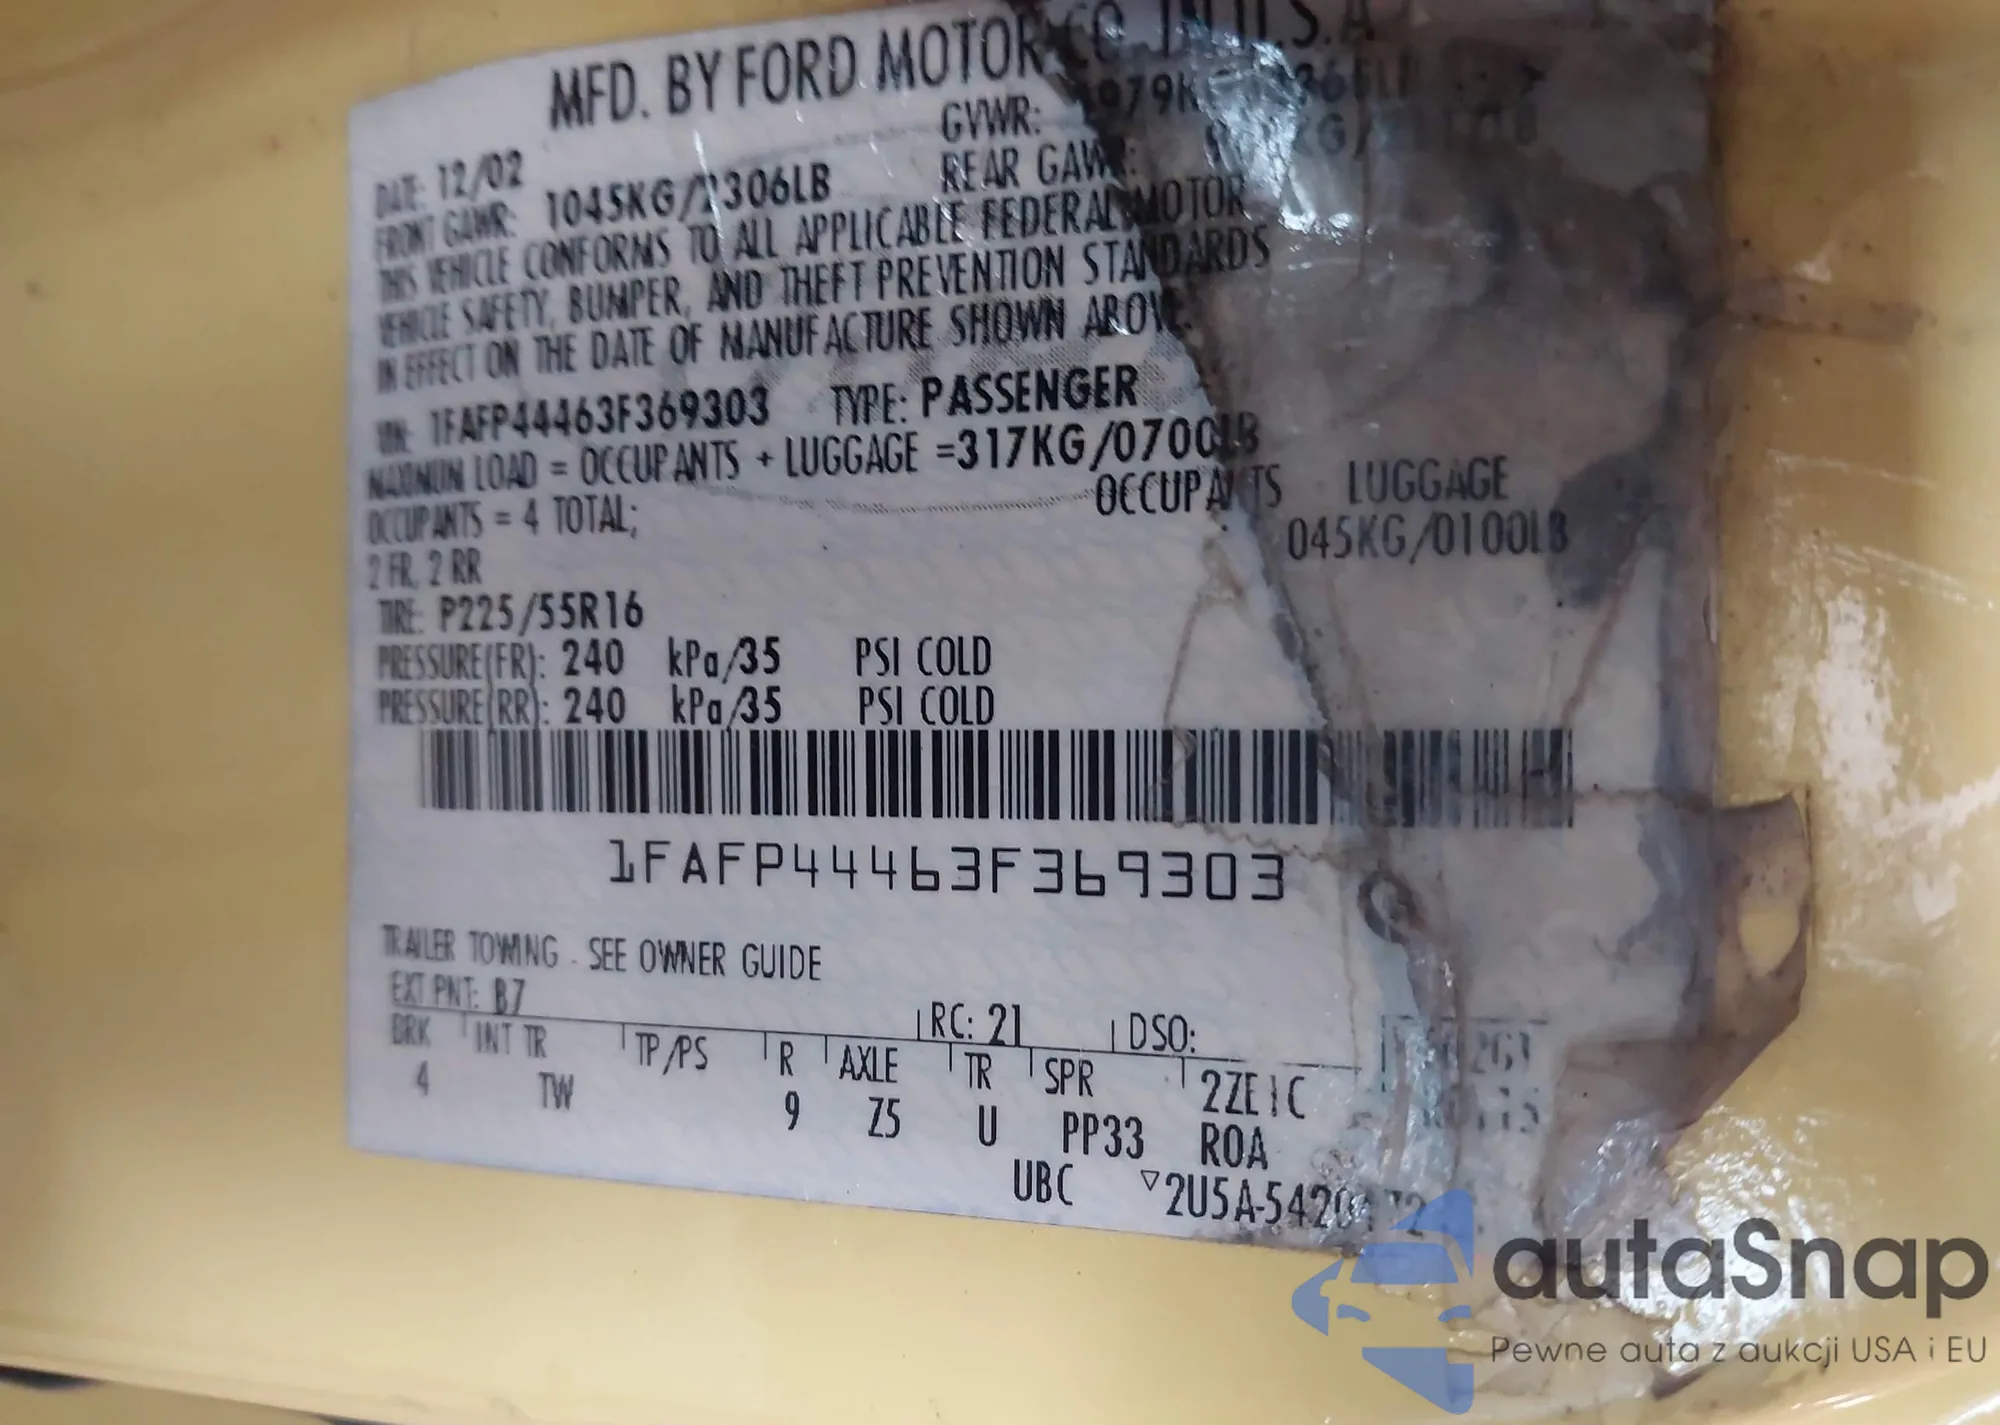 MFD. BY FORD MOTOR CO. IN U.S.A
DATE: 12/02 GVWR:
FRONT GAWR: 1045KG/2306LB REAR GAWR:
THIS VEHICLE CONFORMS TO ALL APPLICABLE FEDERAL MOTOR
VEHICLE SAFETY, BUMPER, AND THEFT PREVENTION STANDARDS
IN EFFECT ON THE DATE OF MANUFACTURE SHOWN ABOVE.
VIN: 1FAFP44463F369303 TYPE: PASSENGER
MAXIMUM LOAD = OCCUPANTS + LUGGAGE =317KG/0700LB
OCCUPANTS = 4 TOTAL; OCCUPANTS LUGGAGE
2 FR, 2 RR 045KG/0100LB
TIRE: P225/55R16
PRESSURE(FR): 240 kPa/35 PSI COLD
PRESSURE(RR): 240 kPa/35 PSI COLD
1FAFP44463F369303
TRAILER TOWING - SEE OWNER GUIDE
EXT PNT: B7 RC: 21 DSO:
BRK INT TR TP/PS R AXLE TR SPR 2ZE1C
4 TW 9 Z5 U PP33 ROA
UBC
autaSnap
Pewne auta z aukcji USA i EU